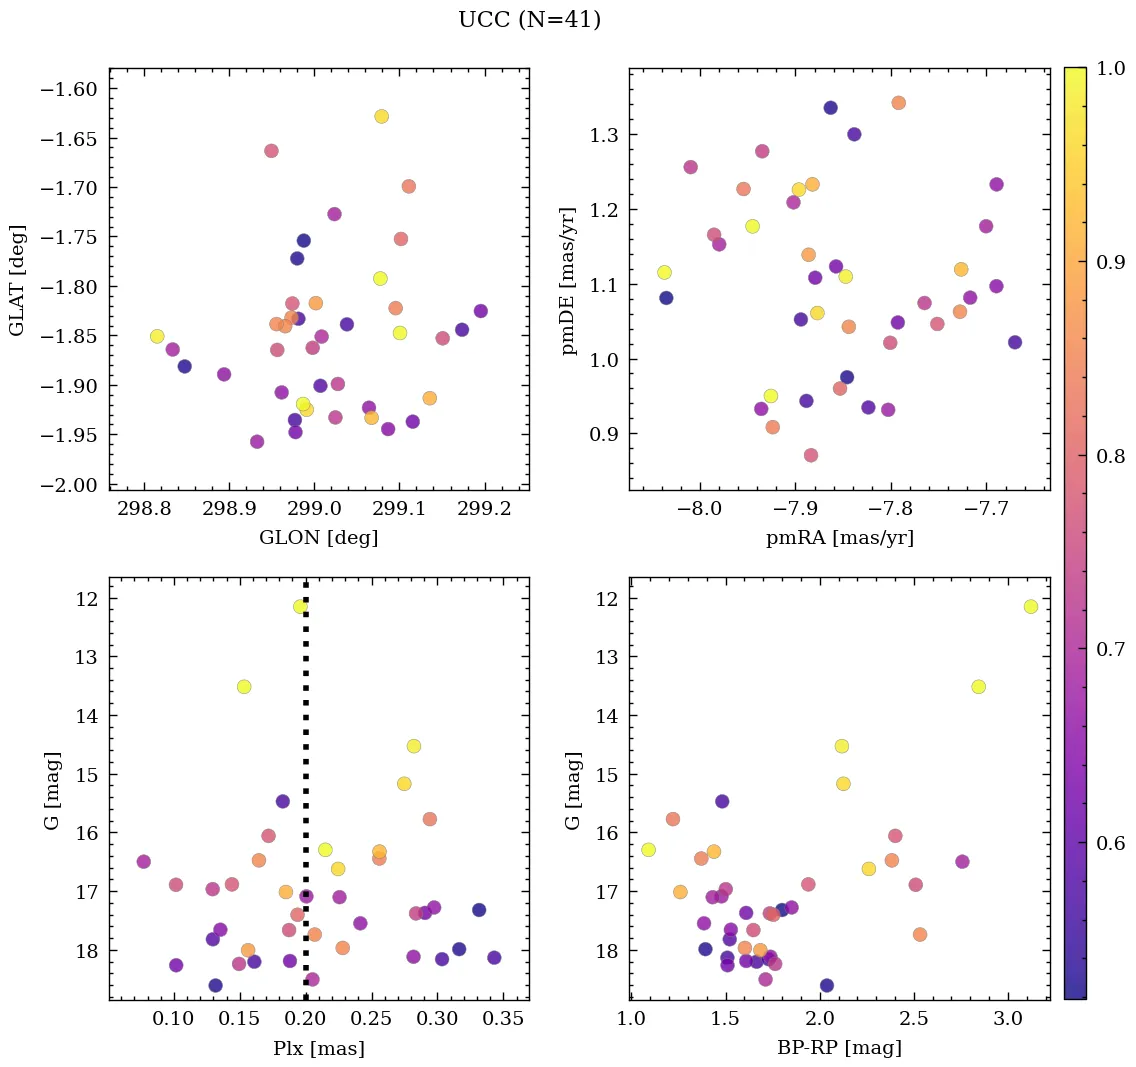 UCC (N=41)
−1.60
−1.65
−1.70
−1.75
−1.80
−1.85
−1.90
−1.95
−2.00
GLAT [deg]
298.8 298.9 299.0 299.1 299.2
GLON [deg]
1.3
1.2
1.1
1.0
0.9
pmDE [mas/yr]
−8.0 −7.9 −7.8 −7.7
pmRA [mas/yr]
12
13
14
15
16
17
18
G [mag]
0.10 0.15 0.20 0.25 0.30 0.35
Plx [mas]
12
13
14
15
16
17
18
G [mag]
1.0 1.5 2.0 2.5 3.0
BP-RP [mag]
1.0
0.9
0.8
0.7
0.6